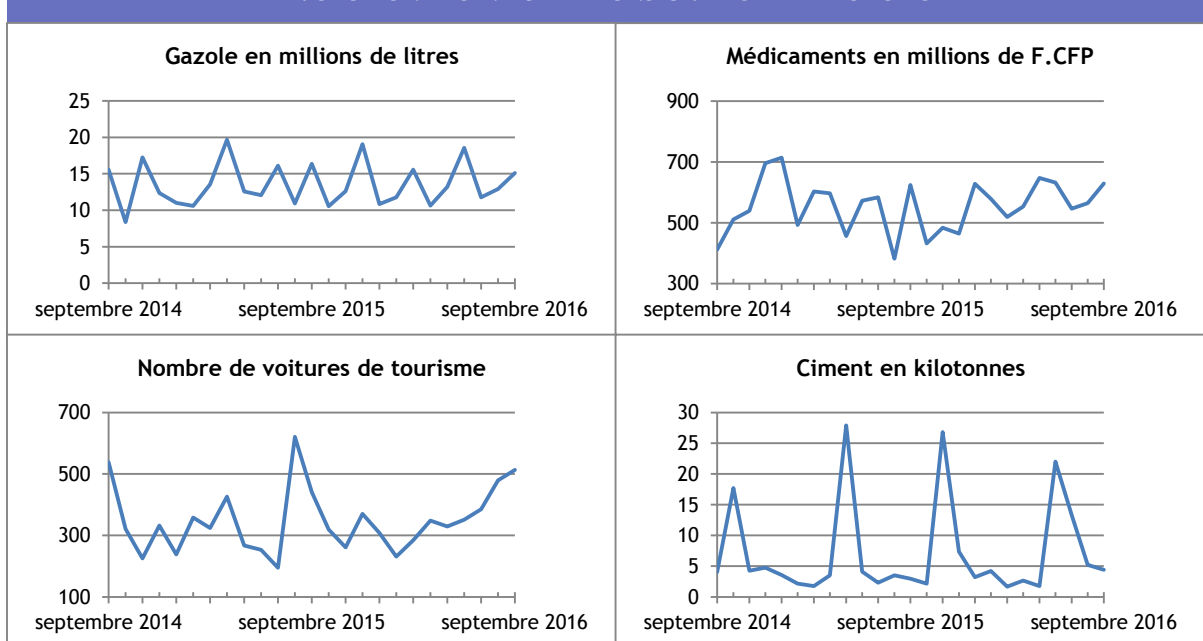 Gazole en millions de litres
25
20
15
10
5
0
septembre 2014 septembre 2015 septembre 2016
Médicaments en millions de F.CFP
900
700
500
300
septembre 2014 septembre 2015 septembre 2016
Nombre de voitures de tourisme
700
500
300
100
septembre 2014 septembre 2015 septembre 2016
Ciment en kilotonnes
30
25
20
15
10
5
0
septembre 2014 septembre 2015 septembre 2016